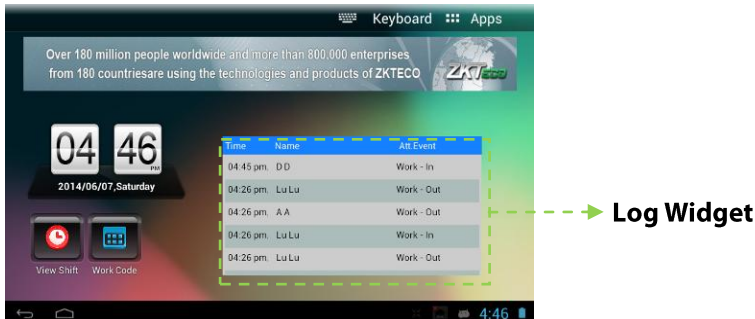 Keyboard Apps
Over 180 million people worldwide and more than 800.000 enterprises
from 180 countriesare using the technologies and products of ZKTECO
ZKTeco
04 46
PM
2014/06/07,Saturday
Time Name Att Event
04:45 pm. D D Work - In
04:26 pm. Lu Lu Work - Out
04:26 pm. A A Work - Out
04:26 pm. Lu Lu Work - In
04:26 pm. Lu Lu Work - Out
Log Widget
View Shift Work Code
4:46